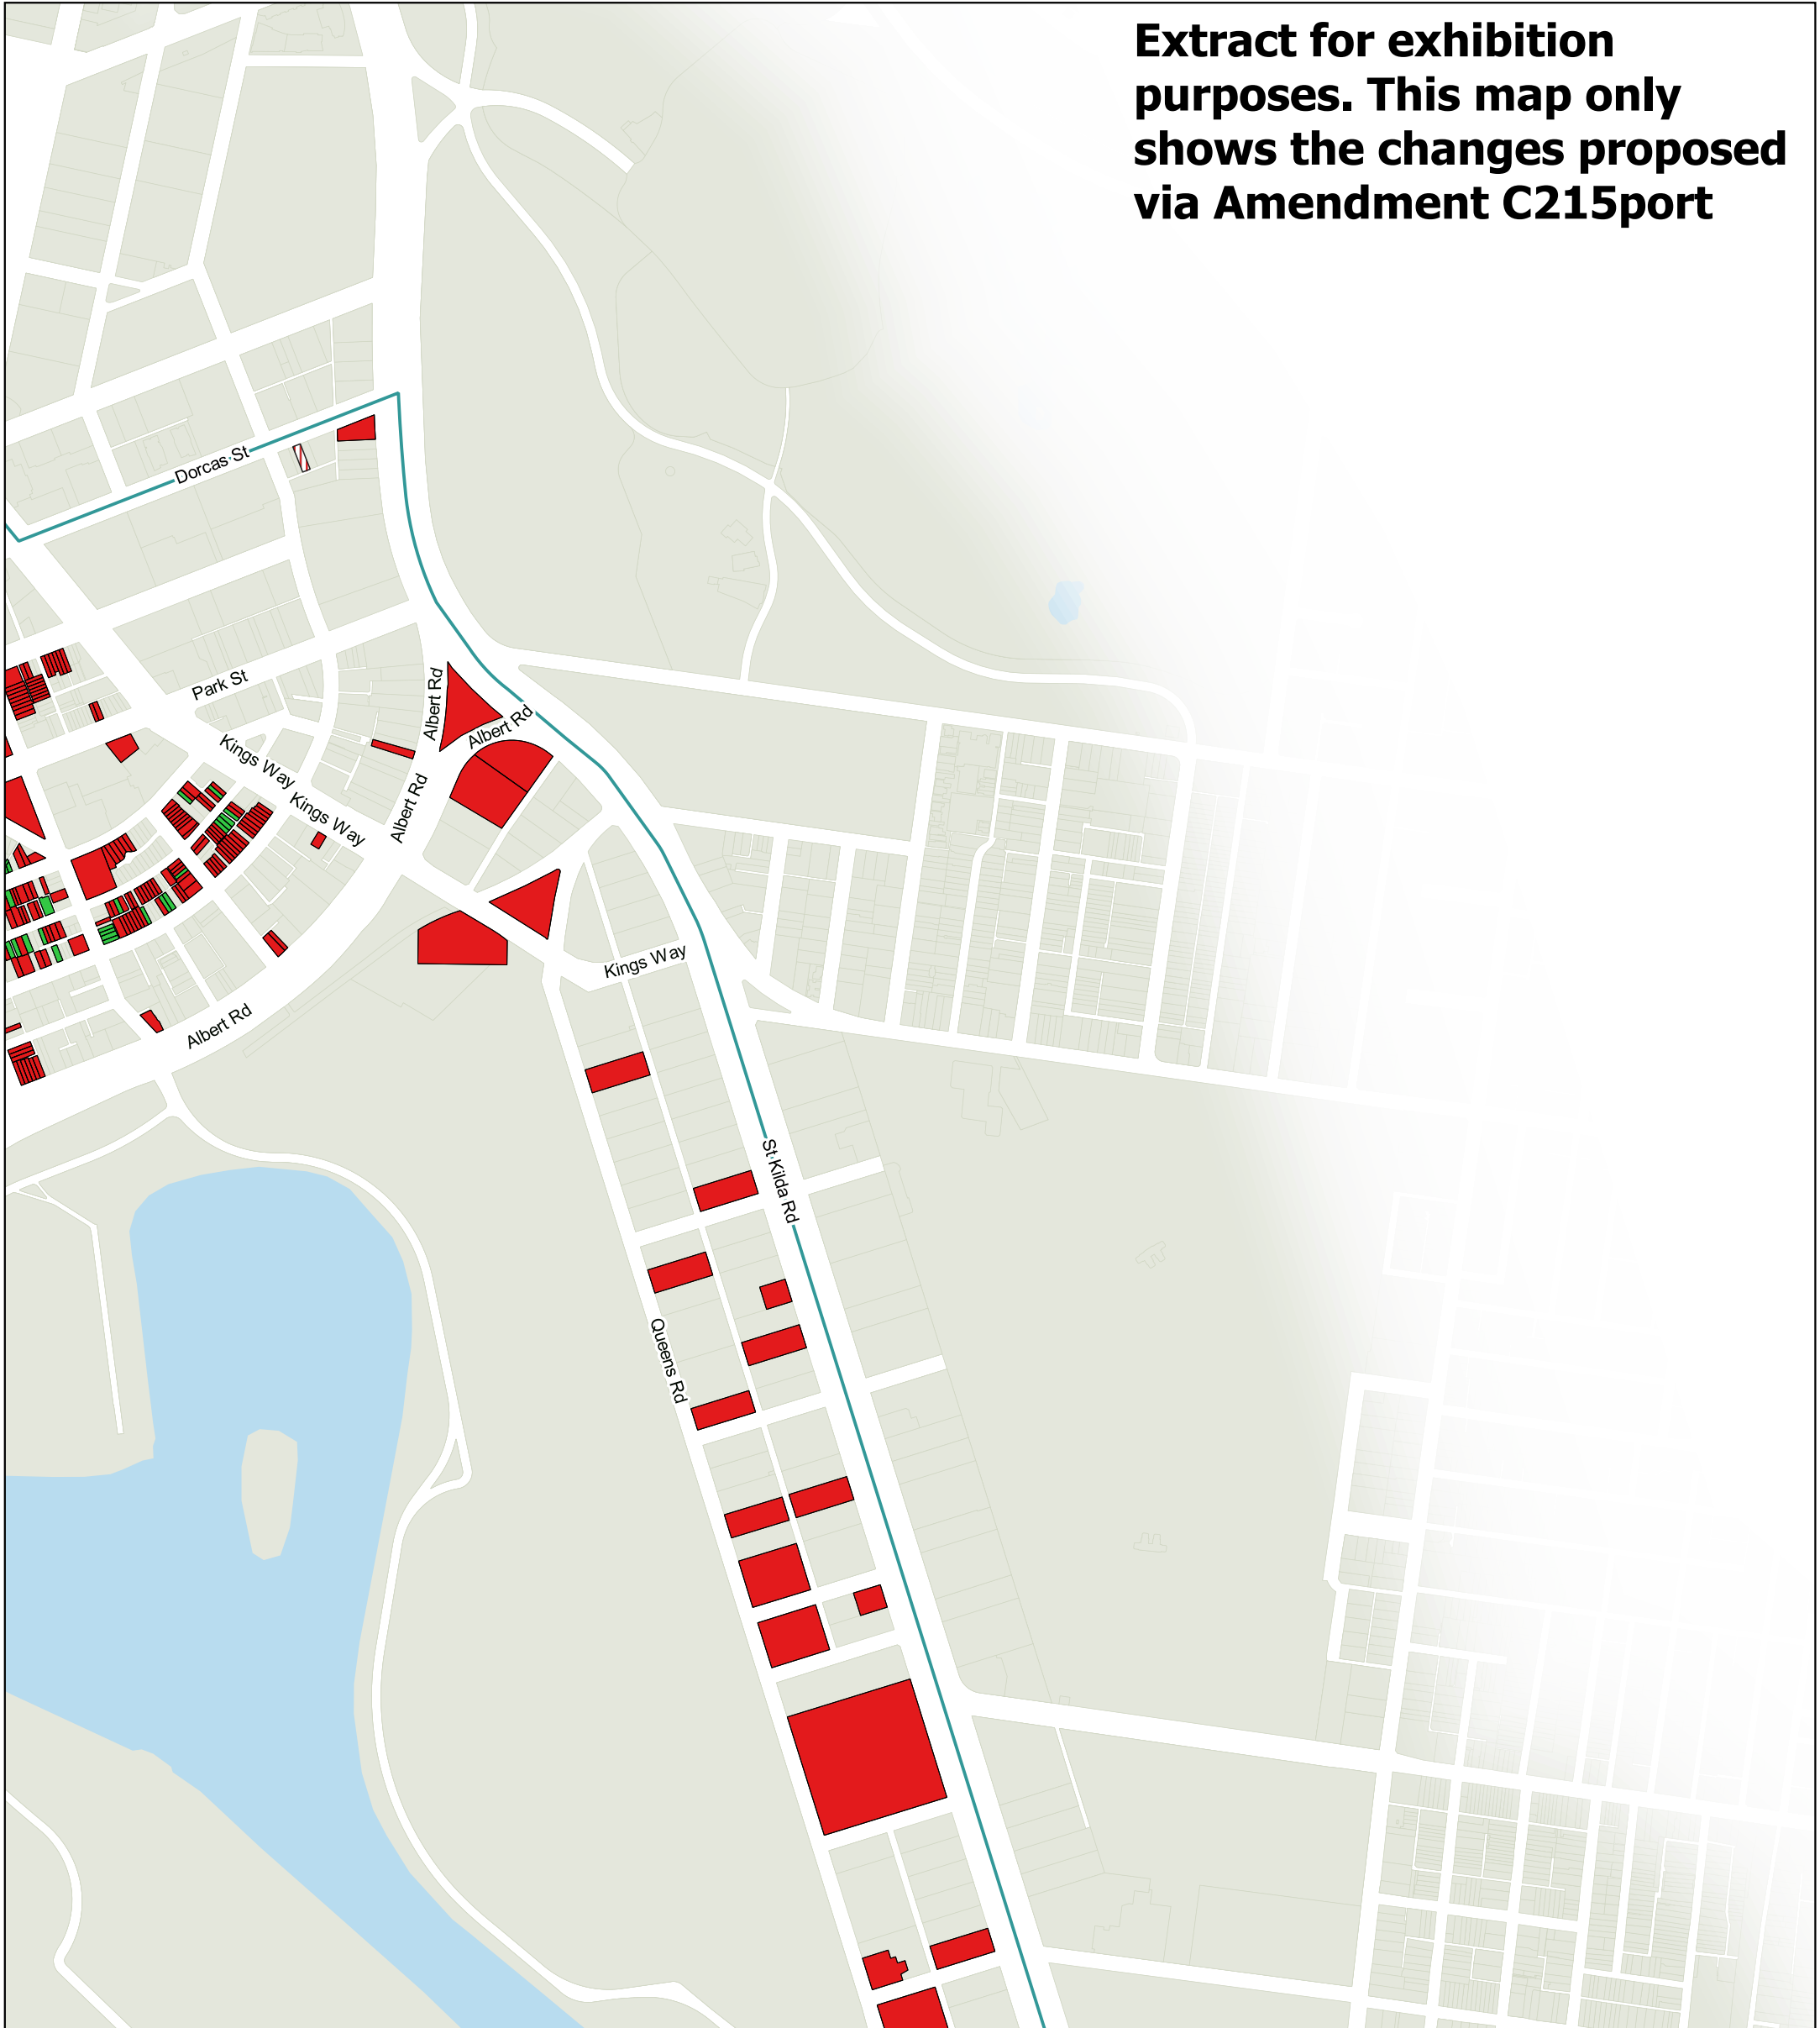 Extract for exhibition
purposes. This map only
shows the changes proposed
via Amendment C215port
Dorcas St
Park St
Albert Rd
Albert Rd
Kings Way
Kings Way
Albert Rd
Kings Way
Albert Rd
St Kilda Rd
Queens Rd